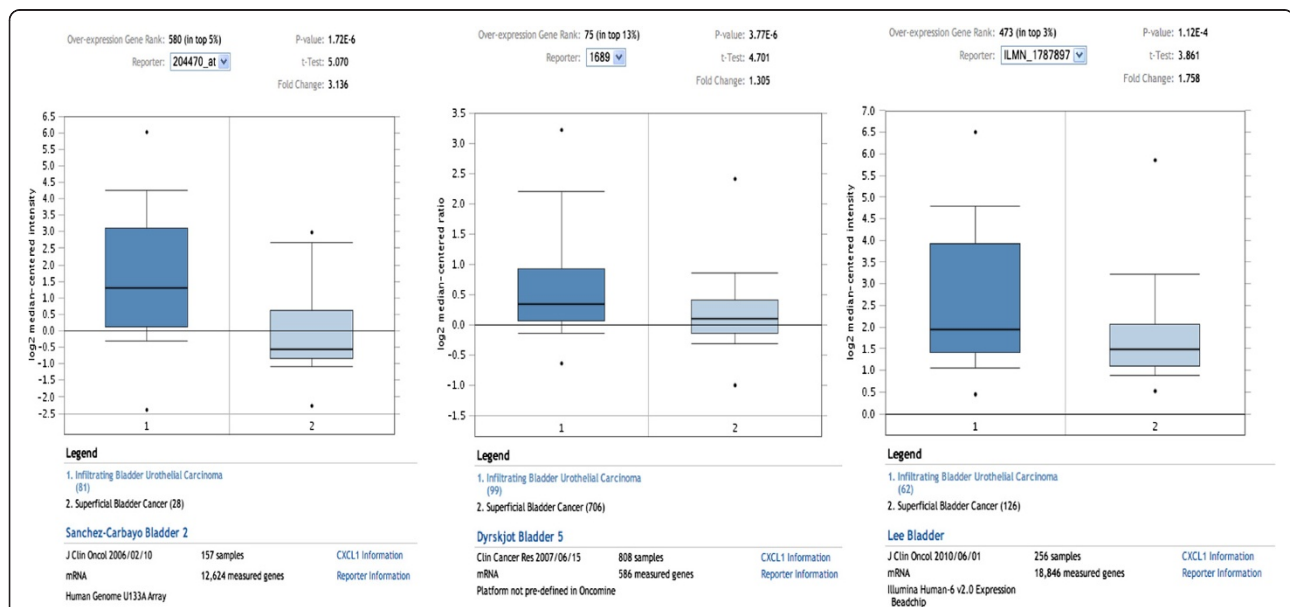 Over-expression Gene Rank: 580 (in top 5%)
P-value: 1.72E-6
Reporter: 204470_at
t-Test: 5.070
Fold Change: 3.136
log2 median-centered intensity
6.5
6.0
5.5
5.0
4.5
4.0
3.5
3.0
2.5
2.0
1.5
1.0
0.5
0.0
-0.5
-1.0
-1.5
-2.0
-2.5
1 2
Legend
1. Infiltrating Bladder Urothelial Carcinoma
(81)
2. Superficial Bladder Cancer (28)
Sanchez-Carbayo Bladder 2
J Clin Oncol 2006/02/10 157 samples CXCL1 Information
mRNA 12,624 measured genes Reporter Information
Human Genome U133A Array
Over-expression Gene Rank: 75 (in top 13%)
P-value: 3.77E-6
Reporter: 1689
t-Test: 4.701
Fold Change: 1.305
log2 median-centered ratio
3.5
3.0
2.5
2.0
1.5
1.0
0.5
0.0
-0.5
-1.0
-1.5
1 2
Legend
1. Infiltrating Bladder Urothelial Carcinoma
(99)
2. Superficial Bladder Cancer (706)
Dyrskjot Bladder 5
Clin Cancer Res 2007/06/15 808 samples CXCL1 Information
mRNA 586 measured genes Reporter Information
Platform not pre-defined in Oncomine
Over-expression Gene Rank: 473 (in top 3%)
P-value: 1.12E-4
Reporter: ILMN_1787897
t-Test: 3.861
Fold Change: 1.758
log2 median-centered intensity
7.0
6.5
6.0
5.5
5.0
4.5
4.0
3.5
3.0
2.5
2.0
1.5
1.0
0.5
0.0
1 2
Legend
1. Infiltrating Bladder Urothelial Carcinoma
(62)
2. Superficial Bladder Cancer (126)
Lee Bladder
J Clin Oncol 2010/06/01 256 samples CXCL1 Information
mRNA 18,846 measured genes Reporter Information
Illumina Human-6 v2.0 Expression
Beadchip